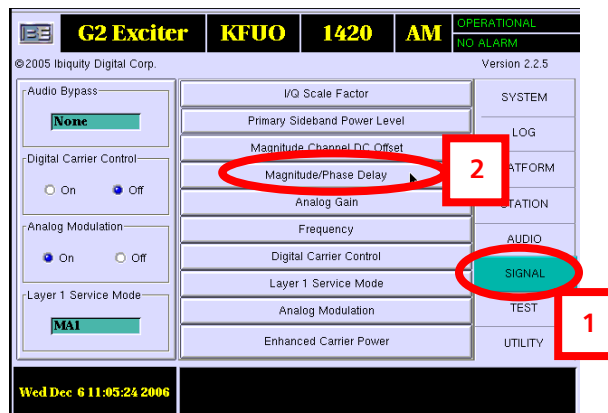 BE G2 Exciter KFUO 1420 AM OPERATIONAL
NO ALARM
©2005 Ibiquity Digital Corp. Version 2.2.5
Audio Bypass
None
Digital Carrier Control
On Off
Analog Modulation
On Off
Layer 1 Service Mode
MA1
I/Q Scale Factor
Primary Sideband Power Level
Magnitude Channel DC Offset
Magnitude/Phase Delay
Analog Gain
Frequency
Digital Carrier Control
Layer 1 Service Mode
Analog Modulation
Enhanced Carrier Power
SYSTEM
LOG
ATFORM
STATION
AUDIO
SIGNAL
TEST
UTILITY
2
1
Wed Dec 6 11:05:24 2006